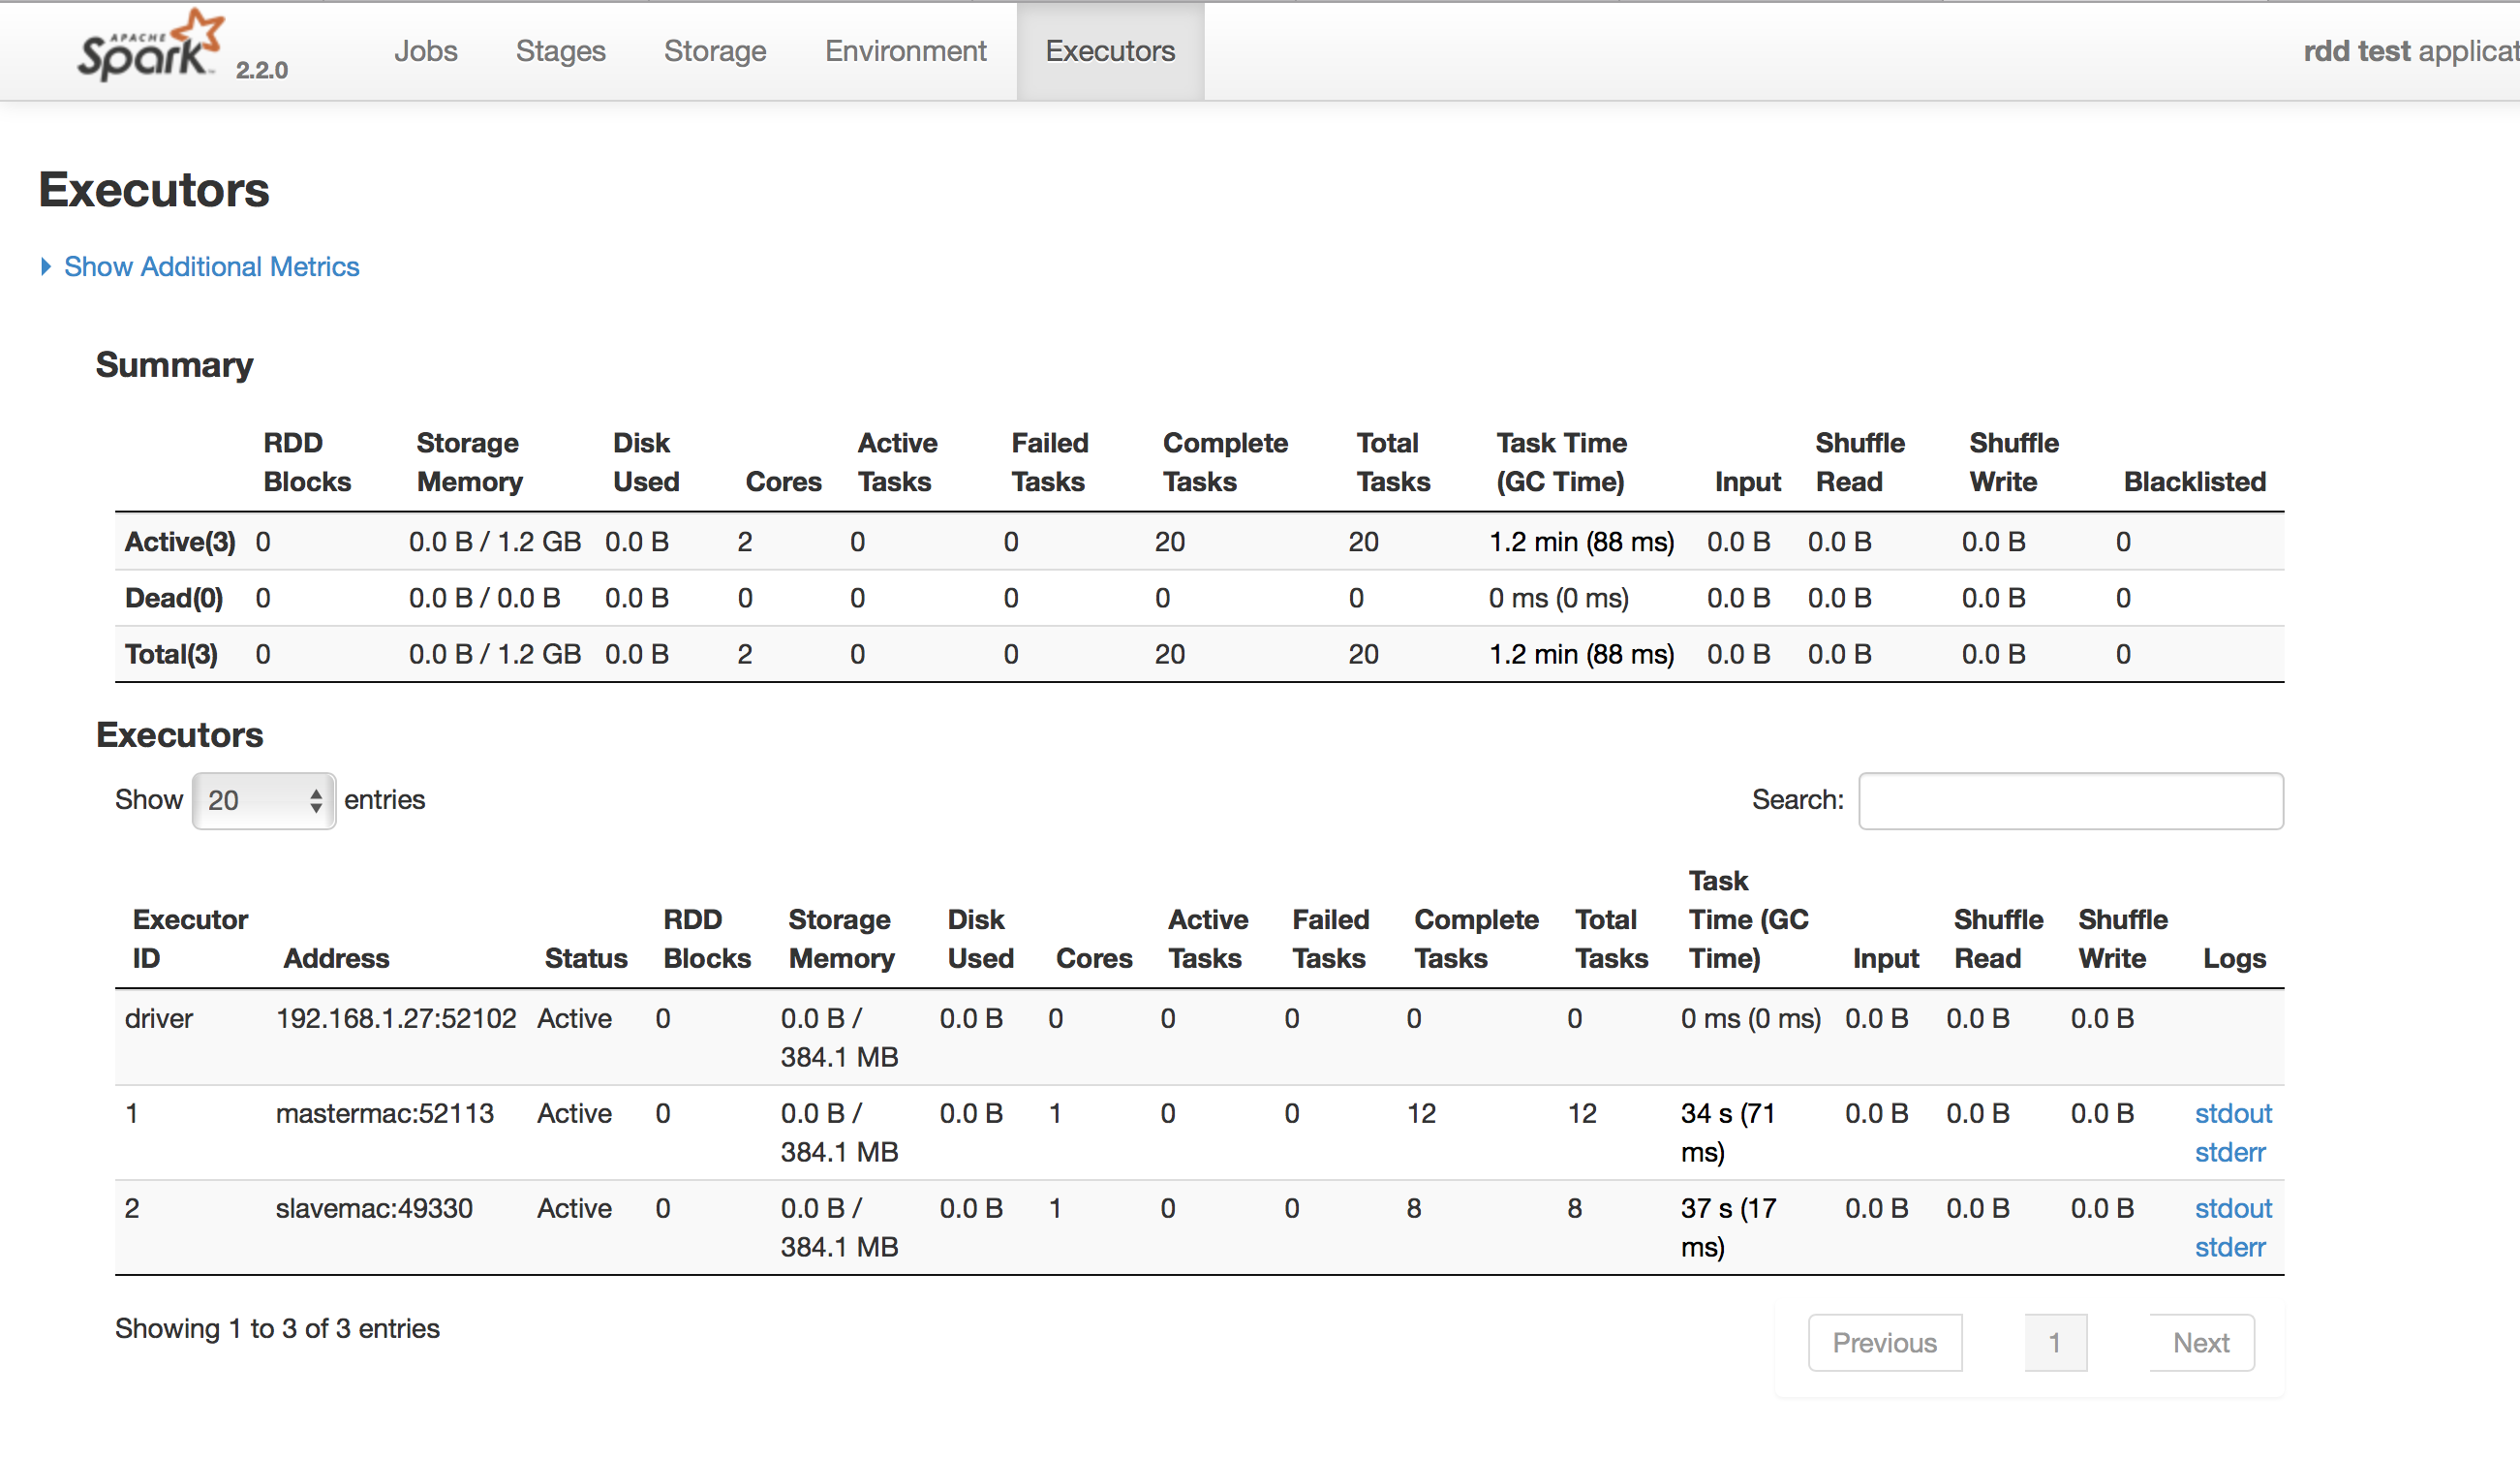 APACHE Spark 2.2.0 Jobs Stages Storage Environment Executors rdd test applicat
Executors
Show Additional Metrics
Summary
RDD Blocks Storage Memory Disk Used Cores Active Tasks Failed Tasks Complete Tasks Total Tasks Task Time (GC Time) Input Shuffle Read Shuffle Write Blacklisted
Active(3) 0 0.0 B / 1.2 GB 0.0 B 2 0 0 20 20 1.2 min (88 ms) 0.0 B 0.0 B 0.0 B 0
Dead(0) 0 0.0 B / 0.0 B 0.0 B 0 0 0 0 0 0 ms (0 ms) 0.0 B 0.0 B 0.0 B 0
Total(3) 0 0.0 B / 1.2 GB 0.0 B 2 0 0 20 20 1.2 min (88 ms) 0.0 B 0.0 B 0.0 B 0
Executors
Show 20 entries Search:
Executor ID Address Status RDD Blocks Storage Memory Disk Used Cores Active Tasks Failed Tasks Complete Tasks Total Tasks Task Time (GC Time) Input Shuffle Read Shuffle Write Logs
driver 192.168.1.27:52102 Active 0 0.0 B / 384.1 MB 0.0 B 0 0 0 0 0 0 ms (0 ms) 0.0 B 0.0 B 0.0 B
1 mastermac:52113 Active 0 0.0 B / 384.1 MB 0.0 B 1 0 0 12 12 34 s (71 ms) 0.0 B 0.0 B 0.0 B stdout stderr
2 slavemac:49330 Active 0 0.0 B / 384.1 MB 0.0 B 1 0 0 8 8 37 s (17 ms) 0.0 B 0.0 B 0.0 B stdout stderr
Showing 1 to 3 of 3 entries
Previous 1 Next